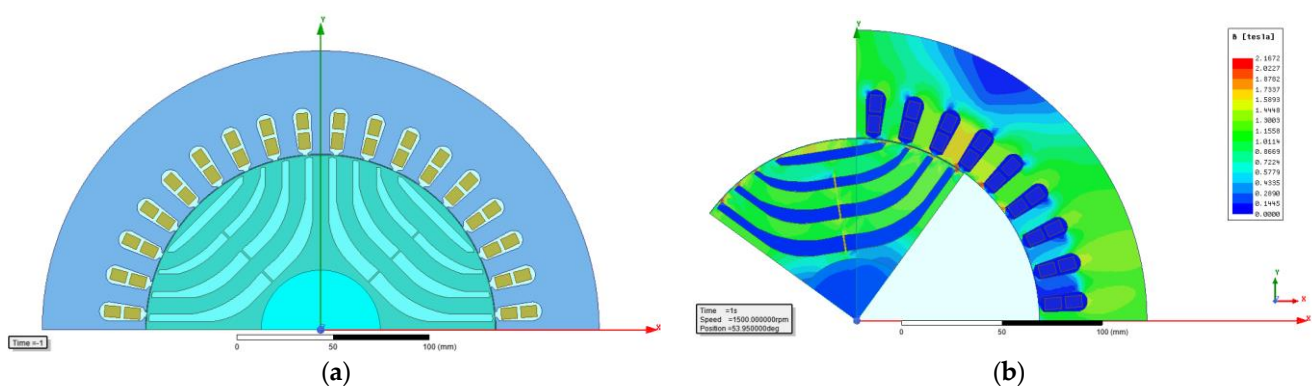 Y
X
Time =-1
0 50 100 (mm)
(a)
Y
X
Time =1s
Speed =1500.000000rpm
Position =53.950000deg
0 50 100 (mm)
B [tesla]
2.1672
2.0227
1.8782
1.7337
1.5893
1.4448
1.3003
1.1558
1.0114
0.8669
0.7224
0.5779
0.4335
0.2890
0.1445
0.0000
Y
X
(b)